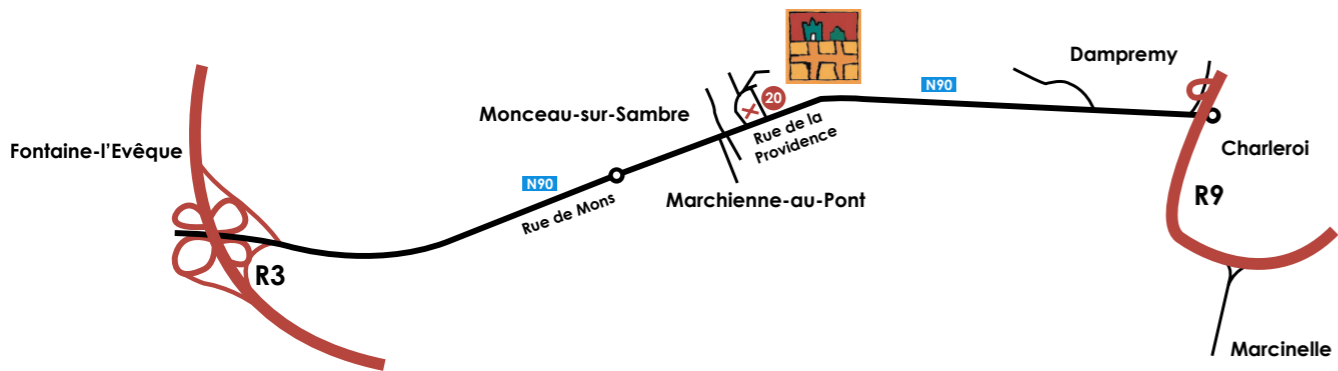 Dampremy
N90
20
Monceau-sur-Sambre
Rue de la
Providence
Fontaine-l'Evêque
Charleroi
N90
R9
Marchienne-au-Pont
Rue de Mons
R3
Marcinelle